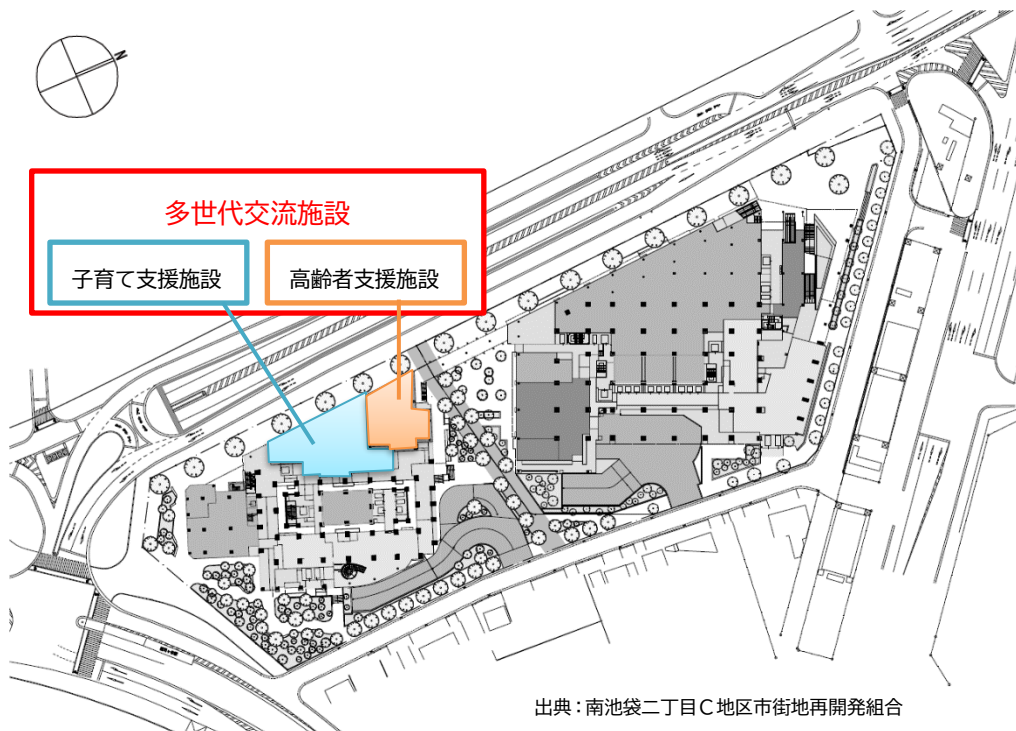 N
多世代交流施設
子育て支援施設
高齢者支援施設
出典：南池袋二丁目Ｃ地区市街地再開発組合